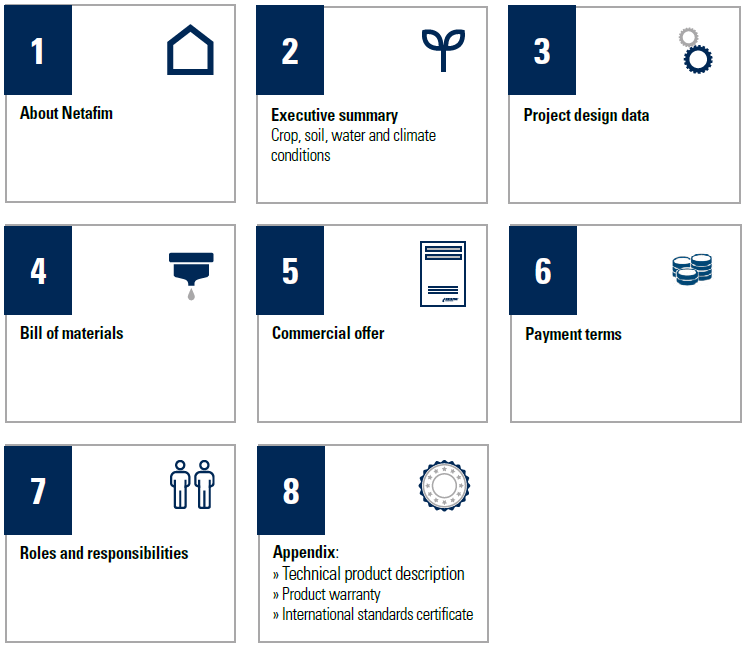 1
About Netafim
2
Executive summary
Crop, soil, water and climate
conditions
3
Project design data
4
Bill of materials
5
Commercial offer
6
Payment terms
7
Roles and responsibilities
8
Appendix:
» Technical product description
» Product warranty
» International standards certificate